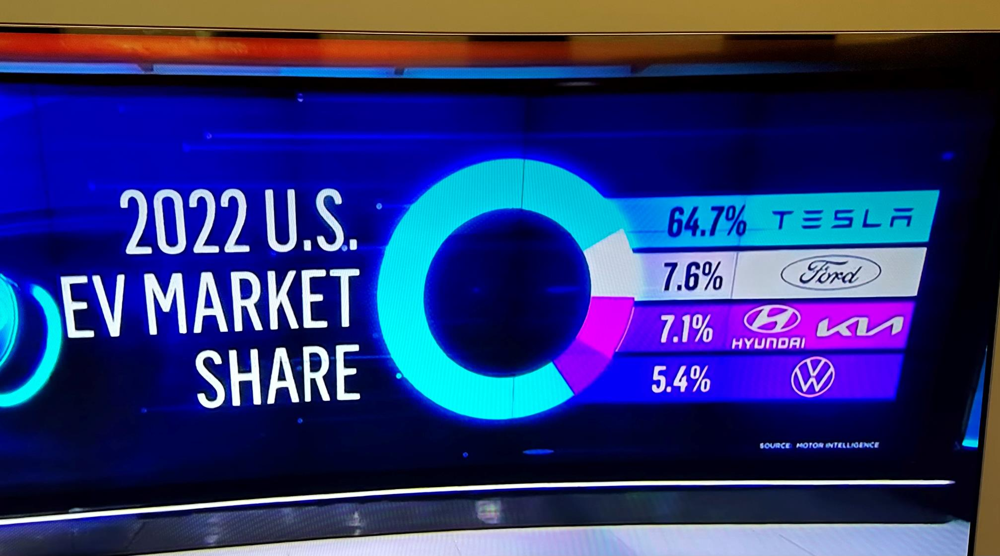 2022 U.S.
EV MARKET
SHARE
64.7% TESLA
7.6% Ford
7.1% HYUNDAI KIA
5.4% VW
SOURCE: MOTOR INTELLIGENCE